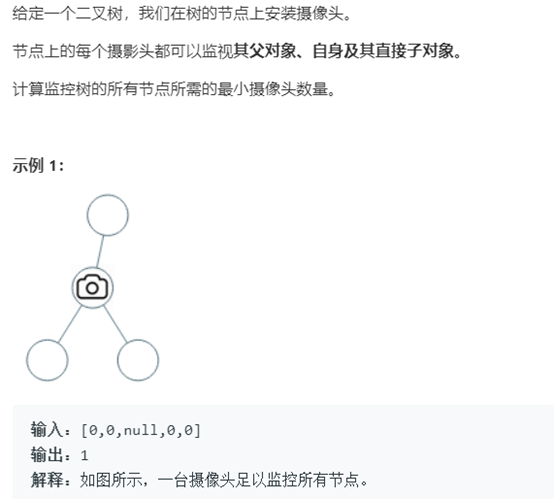 给定一个二叉树，我们在树的节点上安装摄像头。
节点上的每个摄影头都可以监视其父对象、自身及其直接子对象。
计算监控树的所有节点所需的最小摄像头数量。
示例 1：
输入：[0,0,null,0,0]
输出：1
解释：如图所示，一台摄像头足以监控所有节点。